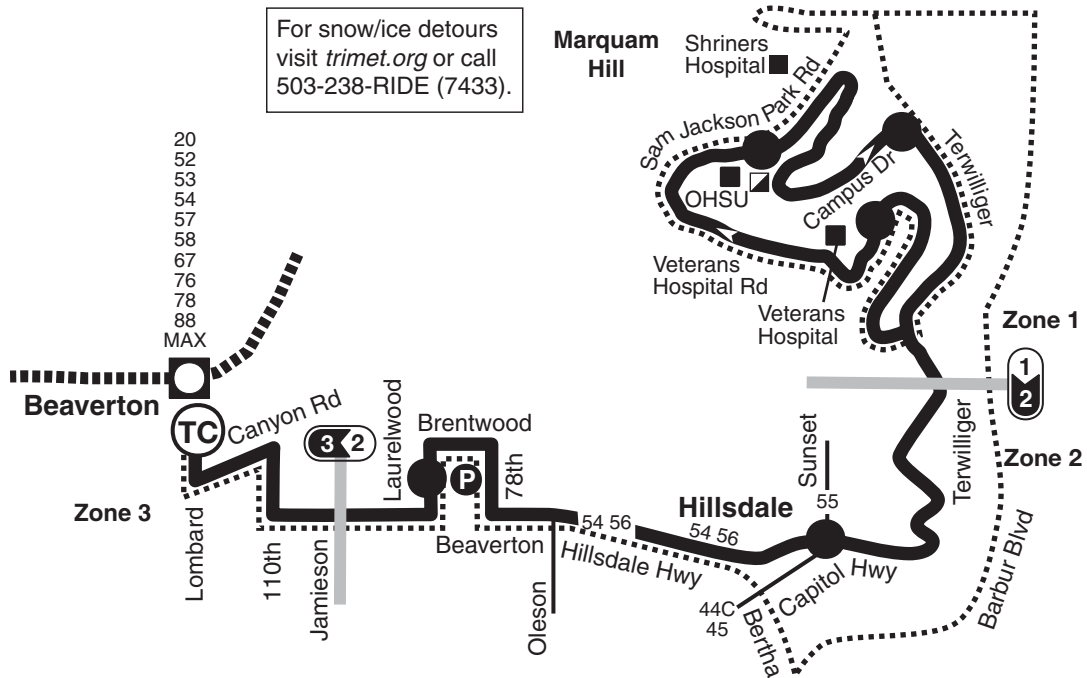 For snow/ice detours
visit trimet.org or call
503-238-RIDE (7433).
Marquam
Hill
Shriners
Hospital
Sam Jackson Park Rd
Terwilliger
Campus Dr
OHSU
Veterans
Hospital Rd
Veterans
Hospital
20
52
53
54
57
58
67
76
78
88
MAX
Beaverton
TC
Canyon Rd
3 2
Laurelwood
Brentwood
P
78th
Zone 1
1
2
Zone 2
Terwilliger
Sunset
55
Hillsdale
54 56
54 56
Zone 3
Lombard
110th
Jamieson
Beaverton
Hillsdale Hwy
Oleson
Capitol Hwy
44C
45
Bertha
Barbur Blvd